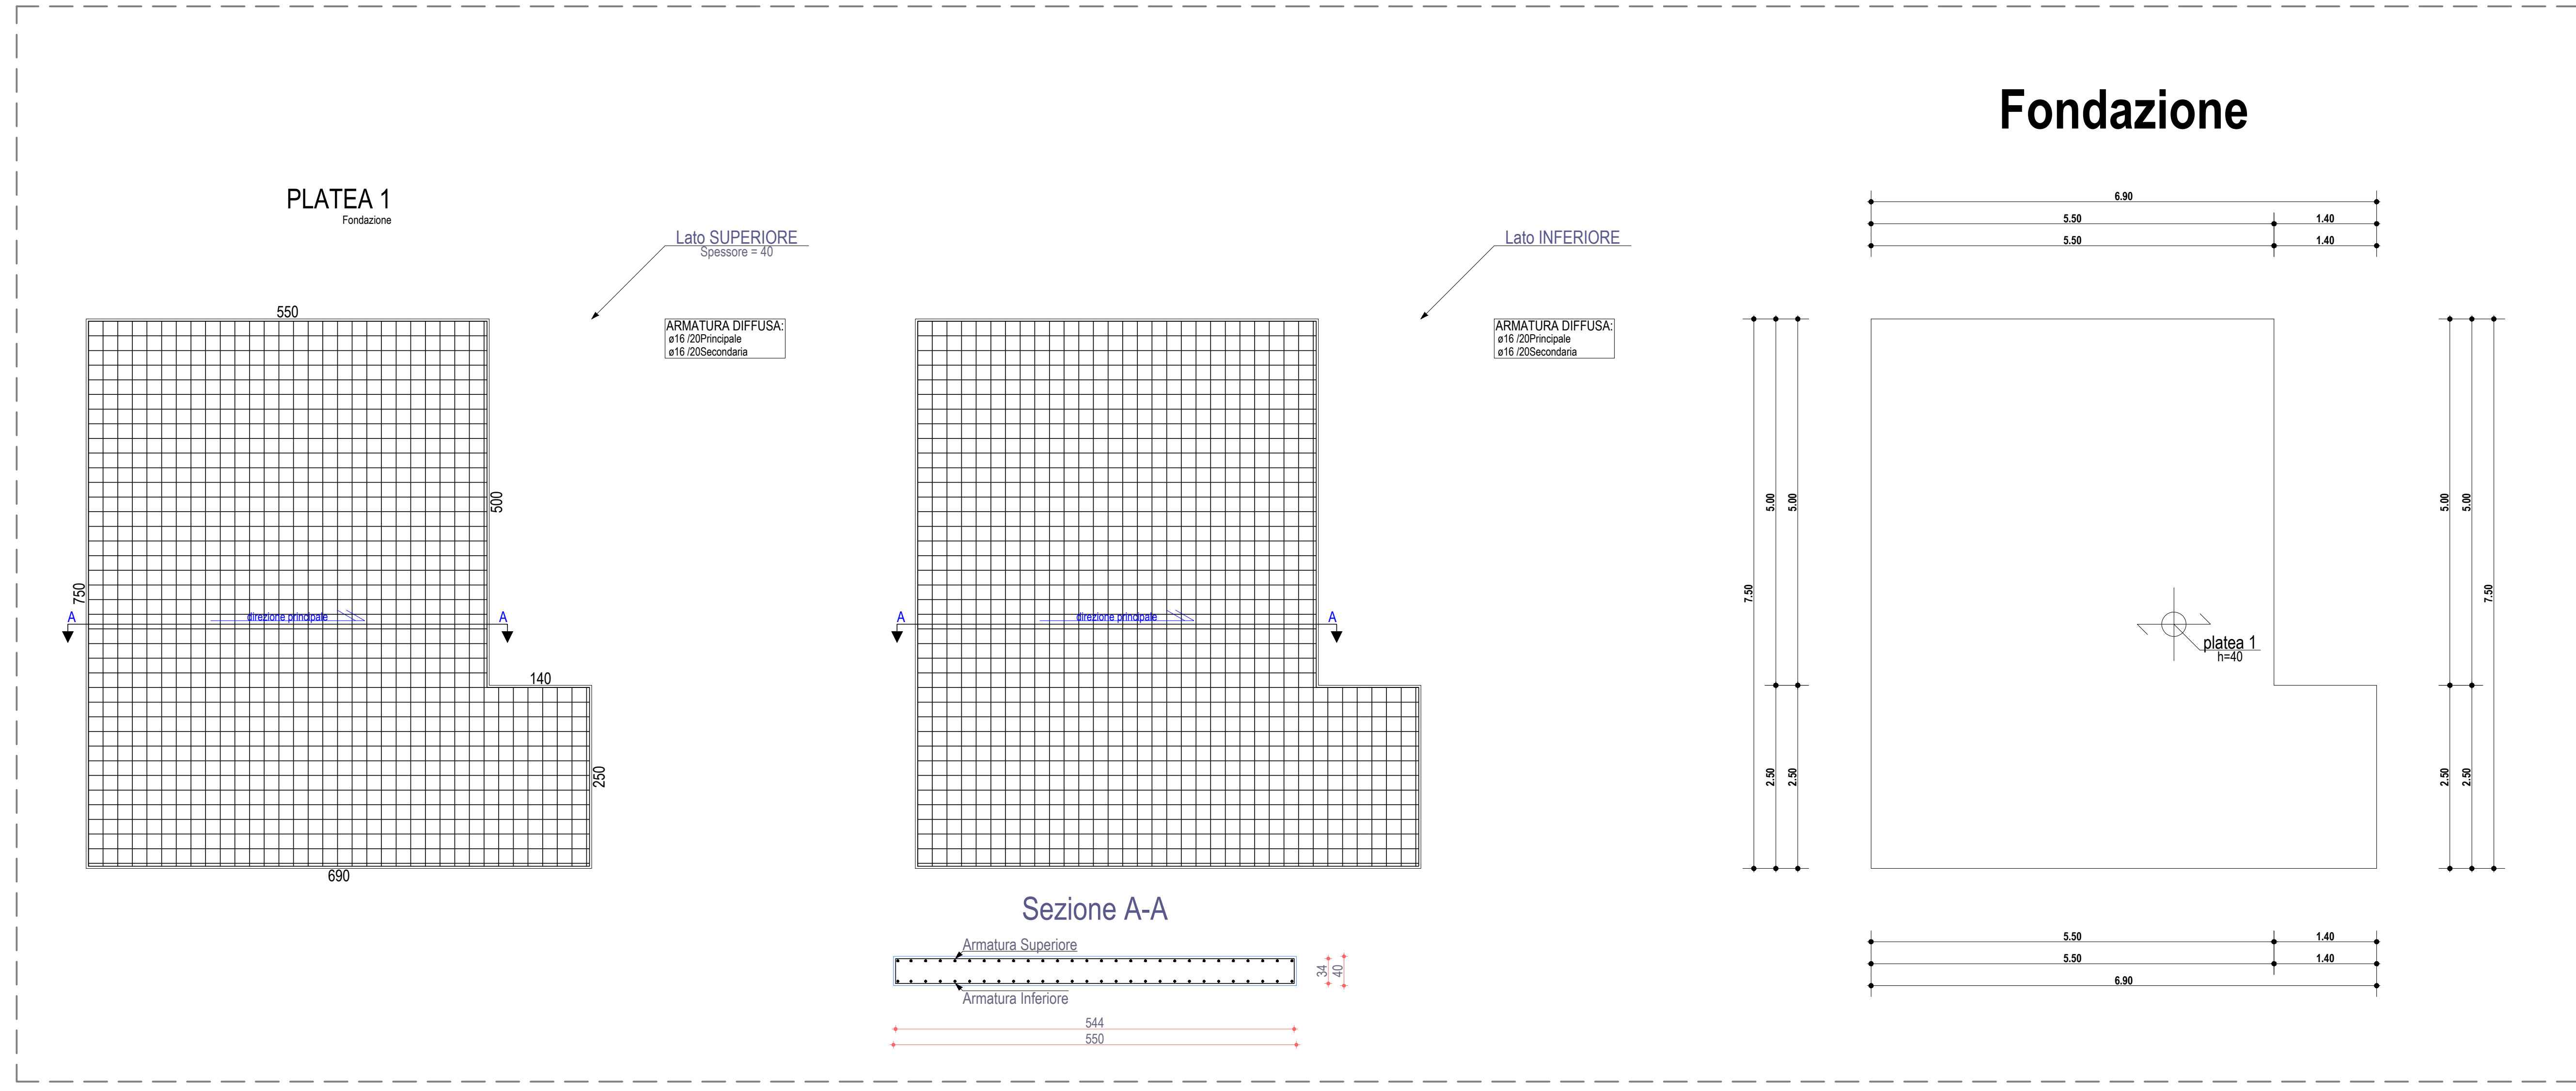 Fondazione
PLATEA 1
Fondazione
Lato SUPERIORE
Spessore = 40
ARMATURA DIFFUSA:
ø16 /20Principale
ø16 /20Secondaria
550
500
750
A
A
direzione principale
140
250
690
Lato INFERIORE
ARMATURA DIFFUSA:
ø16 /20Principale
ø16 /20Secondaria
A
A
direzione principale
Sezione A-A
Armatura Superiore
Armatura Inferiore
34
40
544
550
6.90
5.50
1.40
5.50
1.40
7.50
5.00
5.00
2.50
2.50
platea 1
h=40
5.00
5.00
7.50
2.50
2.50
5.50
1.40
5.50
1.40
6.90